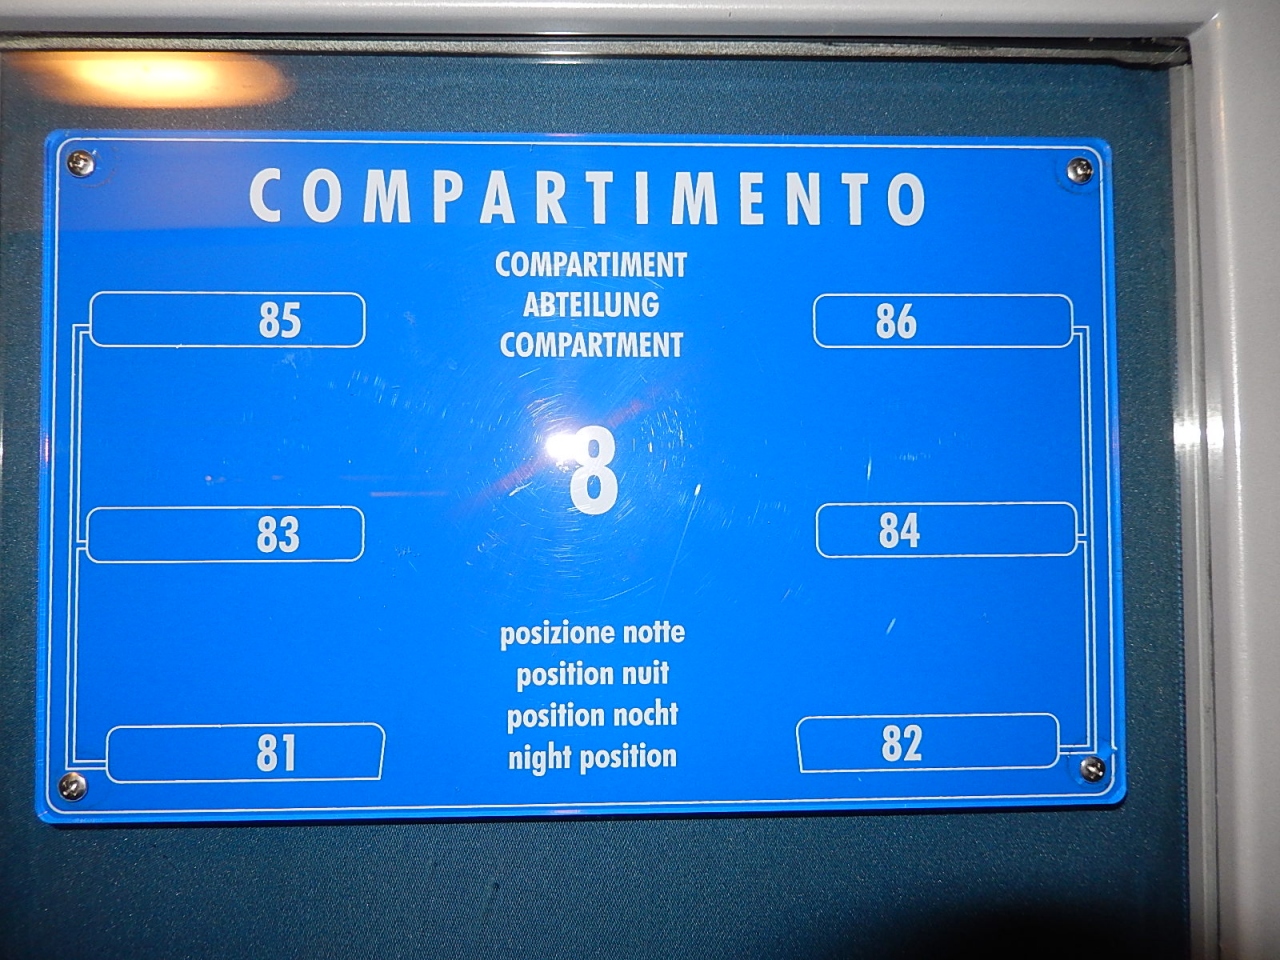 COMPARTIMENTO
COMPARTIMENT
ABTEILUNG
COMPARTMENT
85
86
8
83
84
posizione notte
position nuit
position nocht
night position
81
82